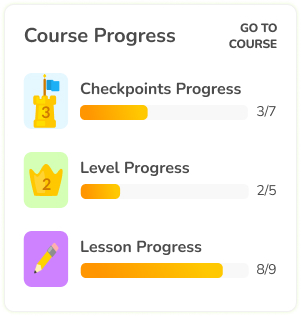 Course Progress
GO TO
COURSE
3
Checkpoints Progress
3/7
2
Level Progress
2/5
Lesson Progress
8/9